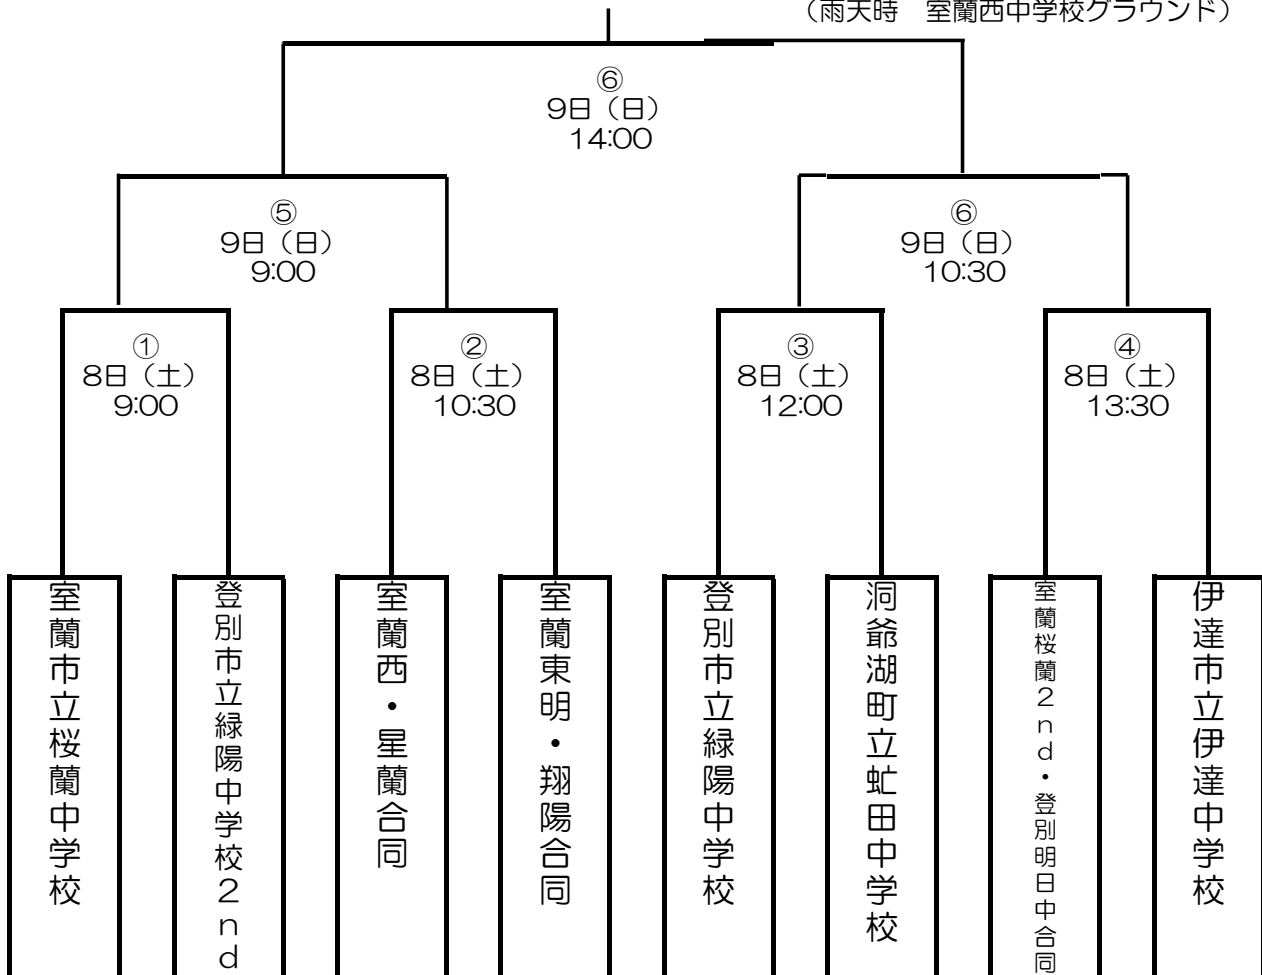 （雨天時　室蘭西中学校グラウンド）
⑥
9日（日）
14:00
⑤
9日（日）
9:00
⑥
9日（日）
10:30
①
8日（土）
9:00
②
8日（土）
10:30
③
8日（土）
12:00
④
8日（土）
13:30
室蘭市立桜蘭中学校
登別市立緑陽中学校2nd
室蘭西・星蘭合同
室蘭東明・翔陽合同
登別市立緑陽中学校
洞爺湖町立虻田中学校
室蘭桜蘭2nd・登別明日中合同
伊達市立伊達中学校